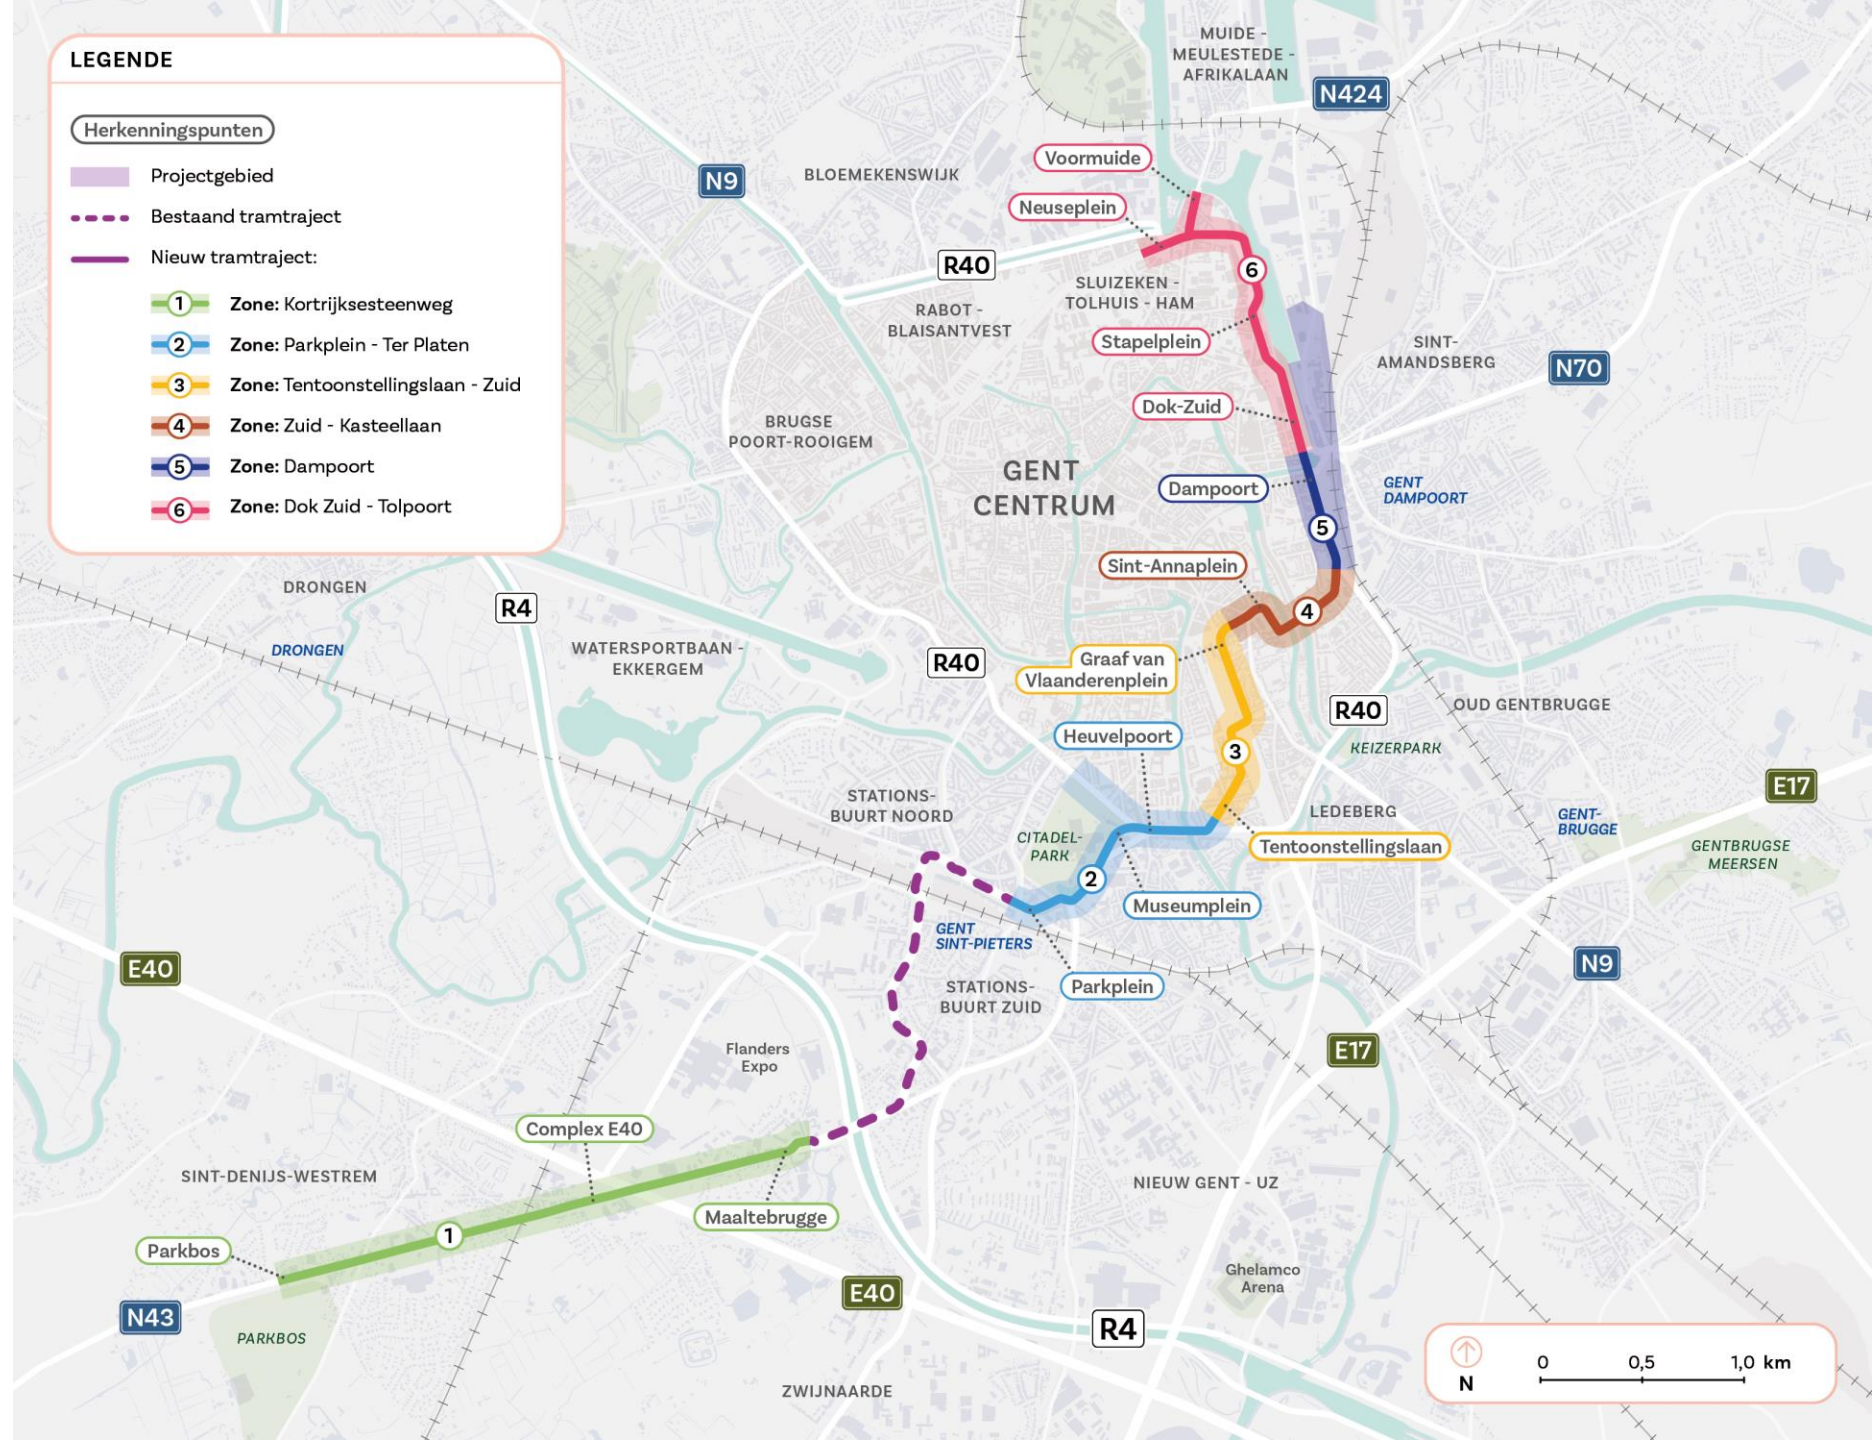 LEGENDE
Herkenningspunten
Projectgebied
Bestaand tramtraject
Nieuw tramtraject:
1 Zone: Kortrijksesteenweg
2 Zone: Parkplein - Ter Platen
3 Zone: Tentoonstellingslaan - Zuid
4 Zone: Zuid - Kasteellaan
5 Zone: Dampoort
6 Zone: Dok Zuid - Tolpoort
MUIDE -
MEULESTEDE -
AFRIKALAAN
N424
Voormuide
BLOEMEKENSWIJK
N9
Neuseplein
R40
6
SLUIZEKEN -
TOLHUIS - HAM
RABOT -
BLAISANTVEST
Stapelplein
SINT-
AMANDSBERG
N70
Dok-Zuid
BRUGSE
POORT-ROOIGEM
GENT
CENTRUM
Dampoort
GENT
DAMPOORT
5
Sint-Annaplein
DRONGEN
R4
4
DRONGEN
WATERSPORTBAAN -
EKKERGEM
R40
Graaf van
Vlaanderenplein
R40
OUD GENTBRUGGE
Heuvelpoort
3
KEIZERPARK
E17
STATIONS-
BUURT NOORD
LEDEBERG
GENT-
BRUGGE
CITADEL-
PARK
Tentoonstellingslaan
GENTBRUGSE
MEERSEN
2
Museumplein
GENT
SINT-PIETERS
E40
N9
Parkplein
STATIONS-
BUURT ZUID
Flanders
Expo
E17
Complex E40
SINT-DENIJS-WESTREM
NIEUW GENT - UZ
Maaltebrugge
1
Parkbos
Ghelamco
Arena
E40
N43
PARKBOS
R4
ZWIJNAARDE
N
0 0,5 1,0 km